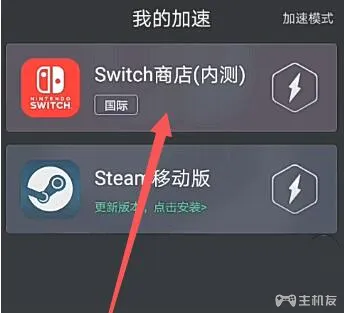 我的加速
加速模式
Switch商店(内测)
NINTENDO
SWITCH
国际
Steam移动版
更新版本，点击安装>
主机友